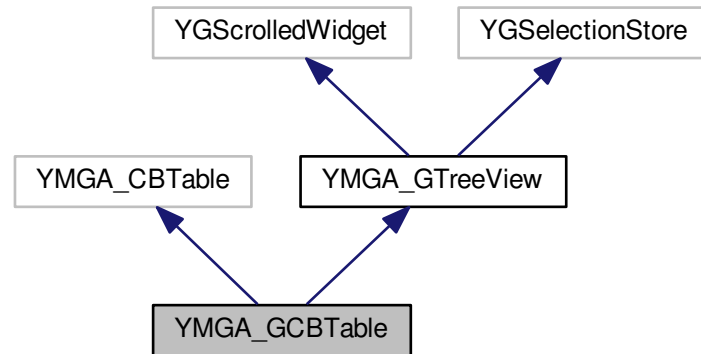 YGScrolledWidget
YGSelectionStore
YMGA_CBTable
YMGA_GTreeView
YMGA_GCBTable